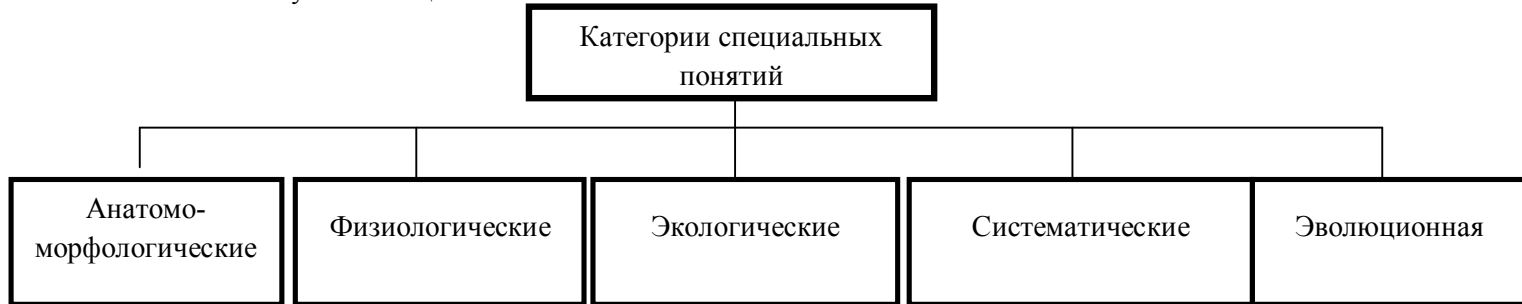 Категории специальных
понятий
Анатомо-
морфологические
Физиологические
Экологические
Систематические
Эволюционная